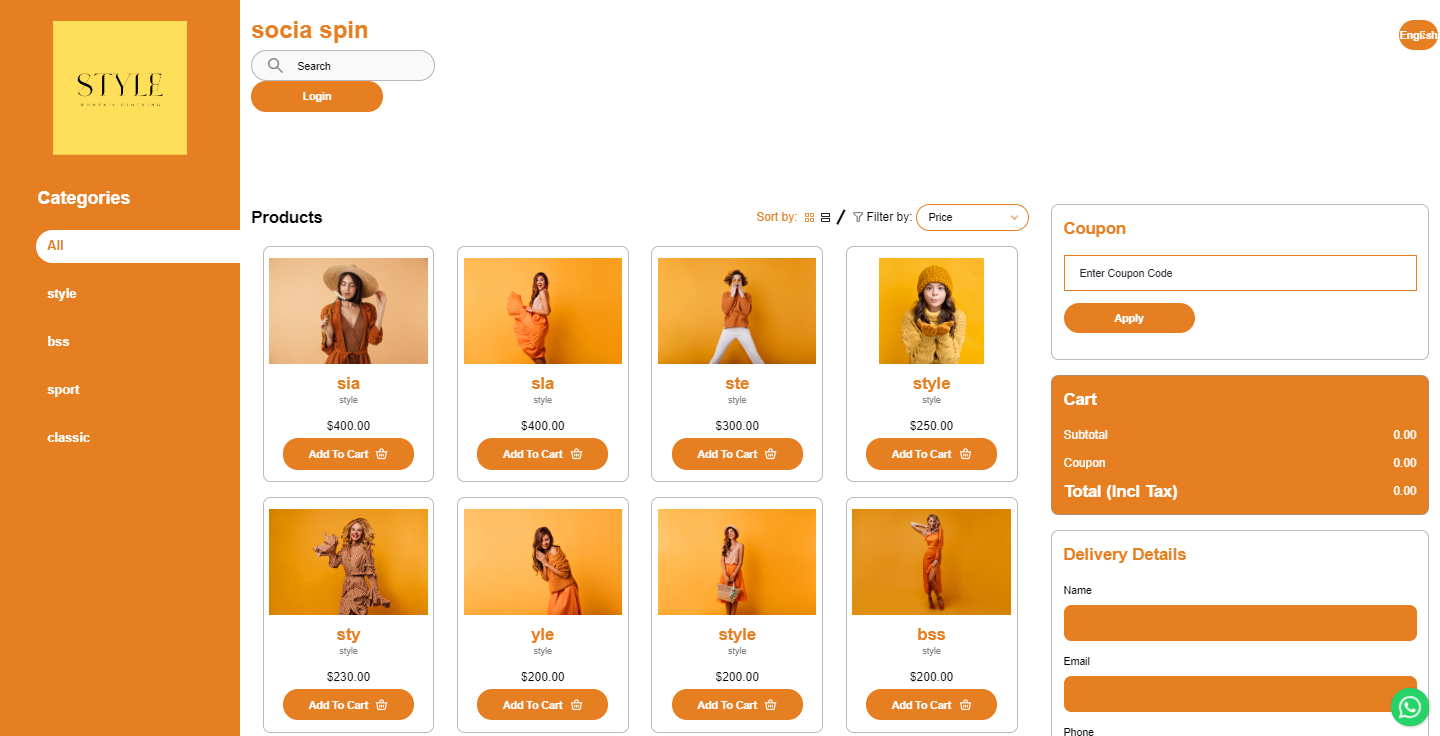 STYLE
WOMEN'S CLOTHING
Categories
All
style
bss
sport
classic
socia spin
Search
Login
English
Products
Sort by:
/
Filter by:
Price
sia
style
$400.00
Add To Cart
sla
style
$400.00
Add To Cart
ste
style
$300.00
Add To Cart
style
style
$250.00
Add To Cart
sty
style
$230.00
Add To Cart
yle
style
$200.00
Add To Cart
style
style
$200.00
Add To Cart
bss
style
$200.00
Add To Cart
Coupon
Enter Coupon Code
Apply
Cart
Subtotal 0.00
Coupon 0.00
Total (Incl Tax) 0.00
Delivery Details
Name
Email
Phone